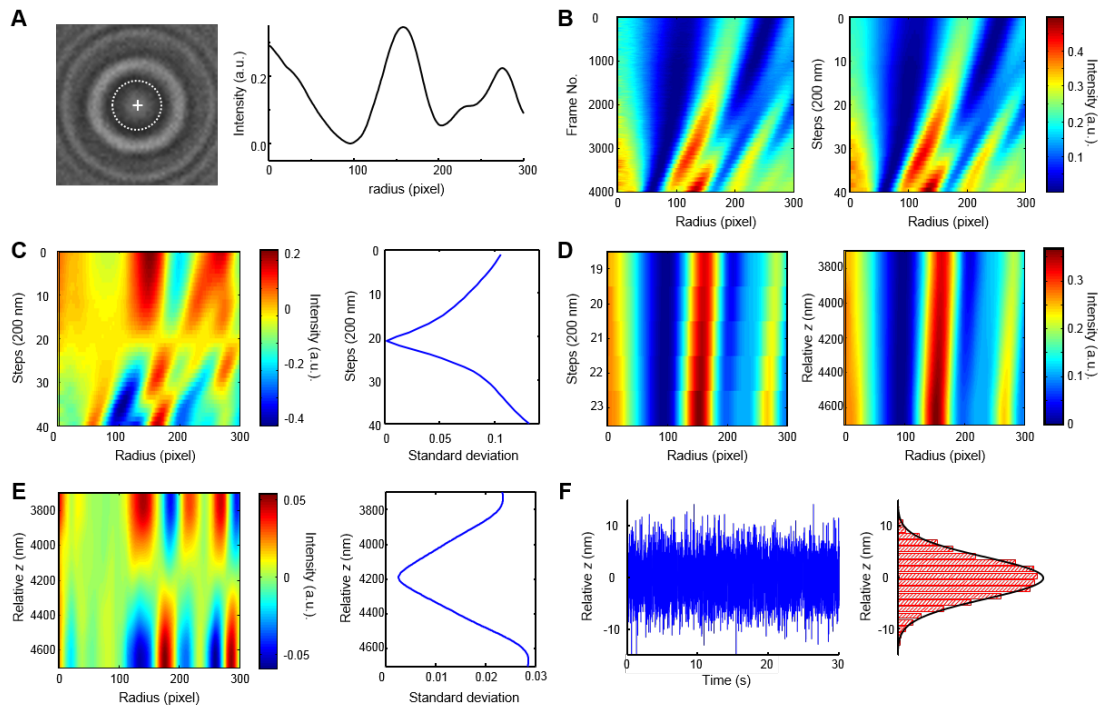 A
Intensity (a.u.)
0.2
0.0
0 100 200 300
radius (pixel)
B
Frame No.
0
1000
2000
3000
4000
0 100 200 300
Radius (pixel)
Steps (200 nm)
0
10
20
30
40
0 100 200 300
Radius (pixel)
0.4
0.3
0.2
0.1
Intensity (a.u.)
C
Steps (200 nm)
0
10
20
30
40
0 100 200 300
Radius (pixel)
0.2
0
-0.2
-0.4
Intensity (a.u.)
Steps (200 nm)
0
10
20
30
40
0 0.05 0.1
Standard deviation
D
Steps (200 nm)
19
20
21
22
23
0 100 200 300
Radius (pixel)
Relative z (nm)
3800
4000
4290
4600
0 100 200 300
Radius (pixel)
0.3
0.2
0.1
0
Intensity (a.u.)
E
Relative z (nm)
3800
4000
4200
4400
4600
0 100 200 300
Radius (pixel)
0.05
0
-0.05
Intensity (a.u.)
Relative z (nm)
3800
4000
4200
4400
4600
0 0.01 0.02 0.03
Standard deviation
F
Relative z (nm)
10
0
-10
0 10 20 30
Time (s)
Relative z (nm)
10
0
-10